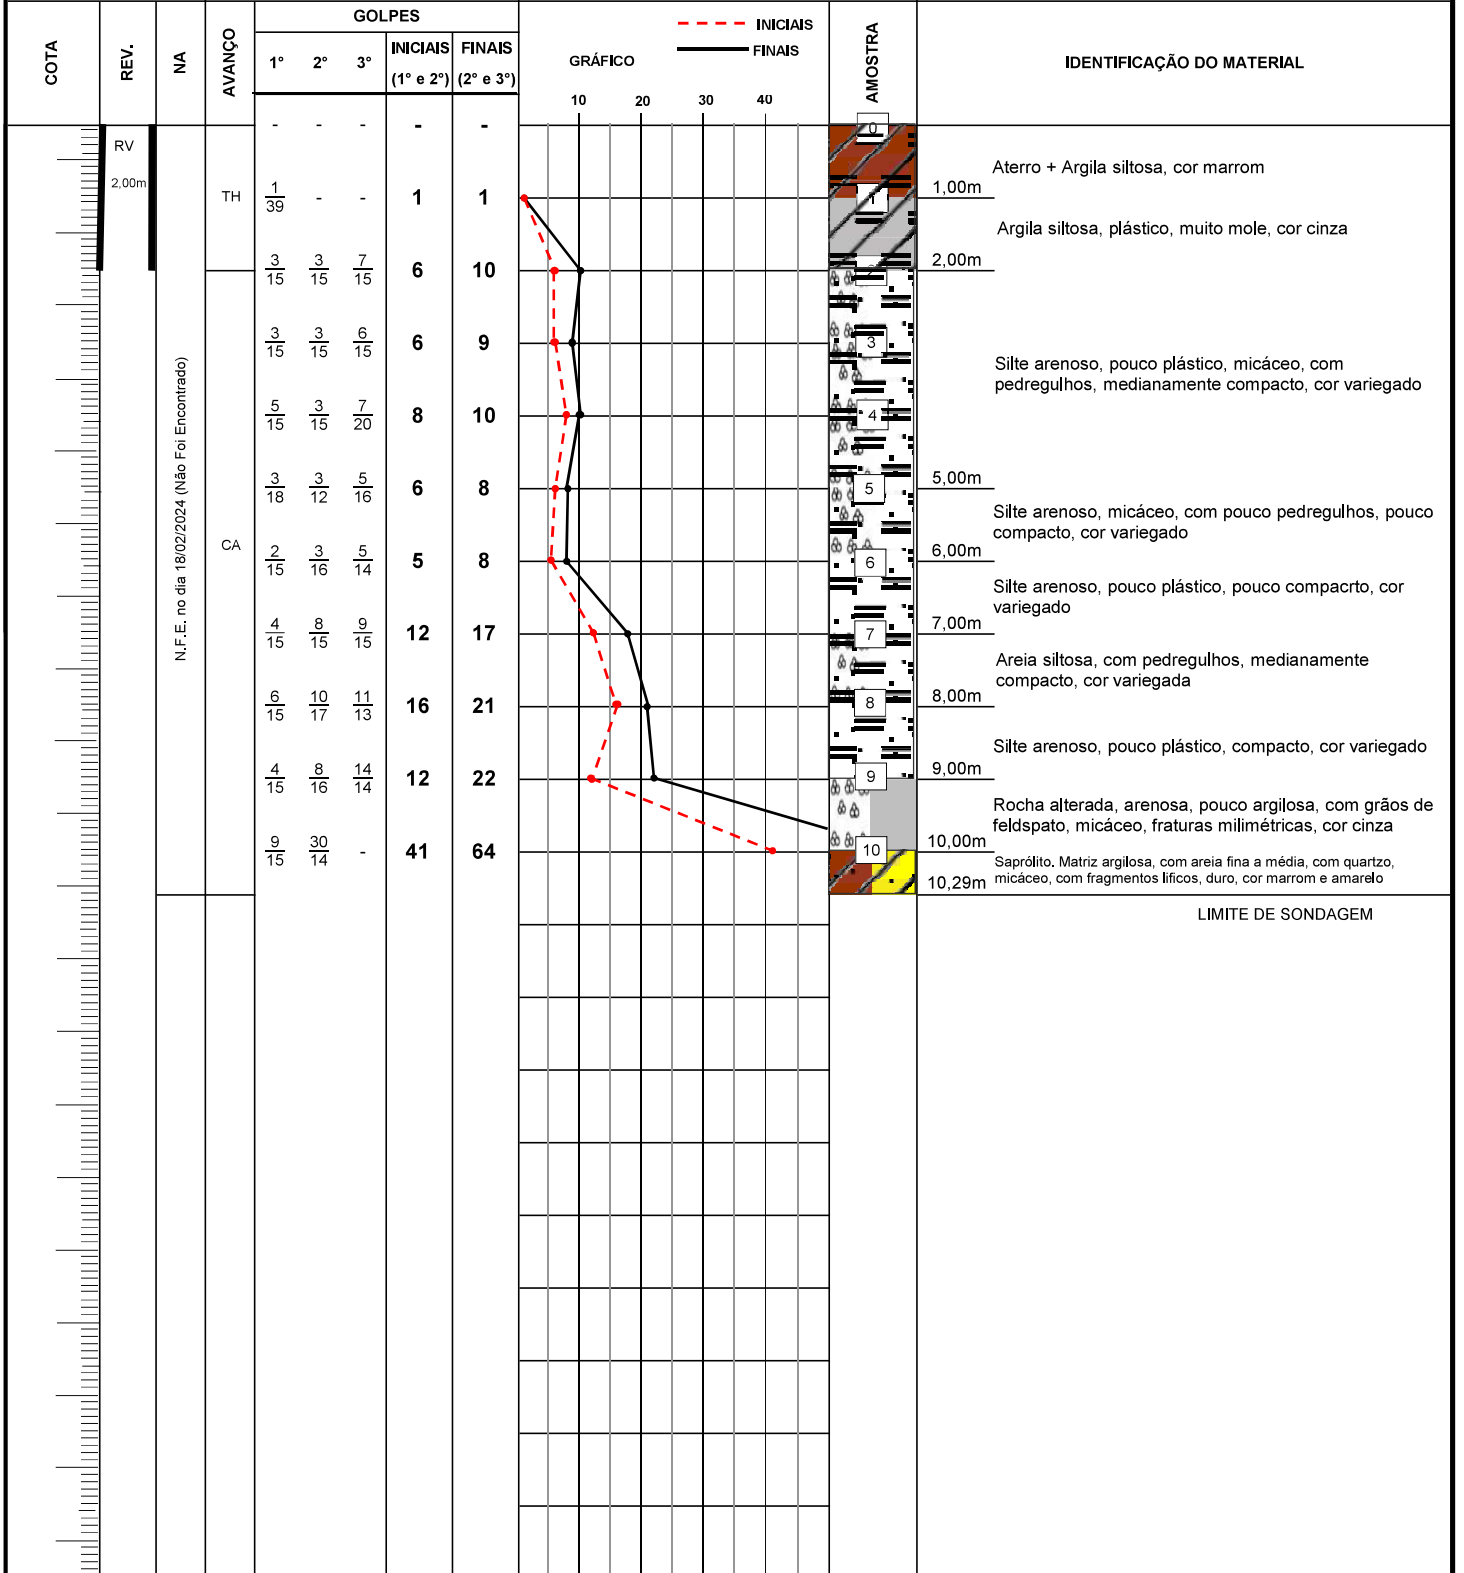 COTA
REV.
NA
AVANÇO
GOLPES
1° 2° 3°
INICIAIS
(1° e 2°)
FINAIS
(2° e 3°)
GRÁFICO
INICIAIS
FINAIS
10 20 30 40
AMOSTRA
IDENTIFICAÇÃO DO MATERIAL
RV
2,00m
N.F.E. no dia 18/02/2024 (Não Foi Encontrado)
TH
CA
- - - - -
1/39 - - 1 1
3/15 3/15 7/15 6 10
3/15 3/15 6/15 6 9
5/15 3/15 7/20 8 10
3/18 3/12 5/16 6 8
2/15 3/16 5/14 5 8
4/15 8/15 9/15 12 17
6/15 10/17 11/13 16 21
4/15 8/16 14/14 12 22
9/15 30/14 - 41 64
0
1
3
4
5
6
7
8
9
10
Aterro + Argila siltosa, cor marrom
1,00m
Argila siltosa, plástico, muito mole, cor cinza
2,00m
Silte arenoso, pouco plástico, micáceo, com
pedregulhos, medianamente compacto, cor variegado
5,00m
Silte arenoso, micáceo, com pouco pedregulhos, pouco
compacto, cor variegado
6,00m
Silte arenoso, pouco plástico, pouco compacrto, cor
variegado
7,00m
Areia siltosa, com pedregulhos, medianamente
compacto, cor variegada
8,00m
Silte arenoso, pouco plástico, compacto, cor variegado
9,00m
Rocha alterada, arenosa, pouco argilosa, com grãos de
feldspato, micáceo, fraturas milimétricas, cor cinza
10,00m
Saprólito. Matriz argilosa, com areia fina a média, com quartzo,
micáceo, com fragmentos líficos, duro, cor marrom e amarelo
10,29m
LIMITE DE SONDAGEM